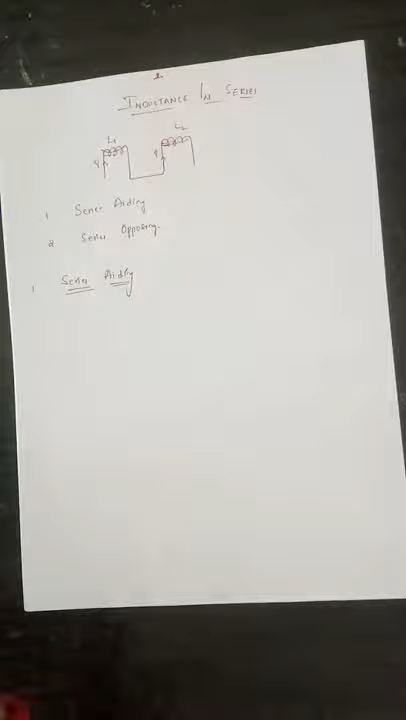 INDUCTANCE IN SERIES
L1 L2
1 Series Aiding
2 Series Opposing.
1 Series Aiding